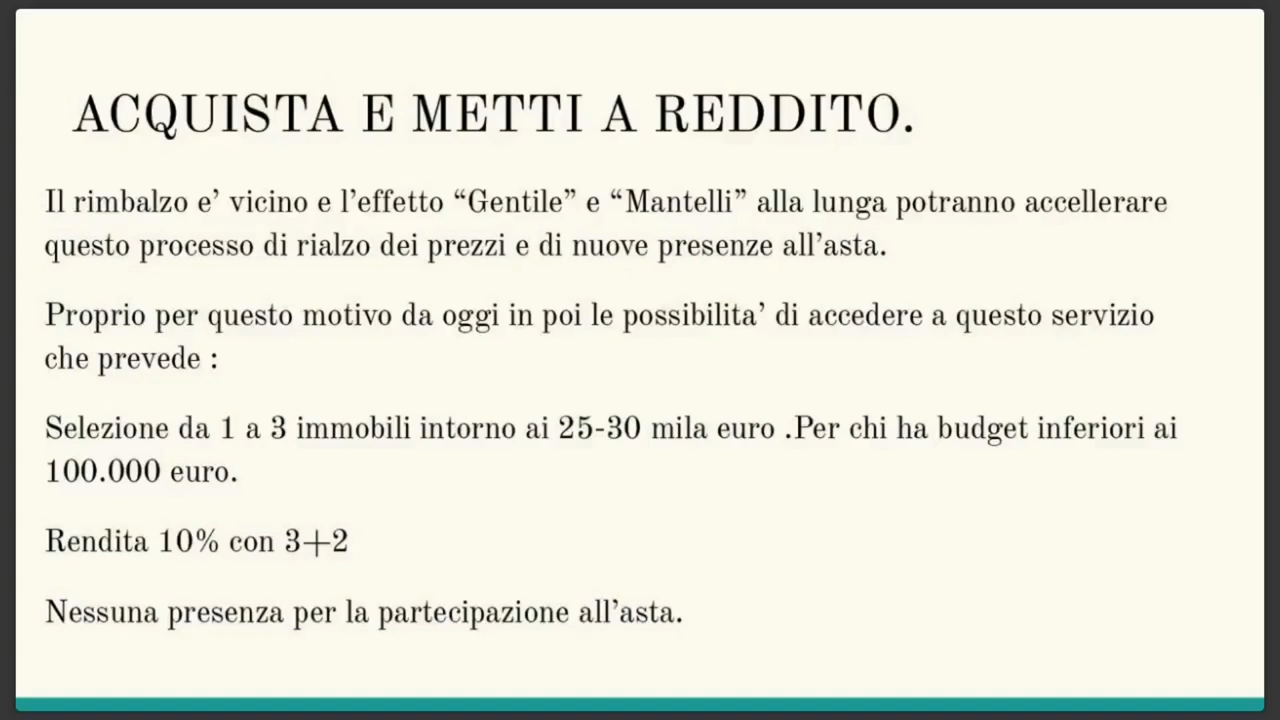 ACQUISTA E METTI A REDDITO.
Il rimbalzo e’ vicino e l’effetto “Gentile” e “Mantelli” alla lunga potranno accellerare
questo processo di rialzo dei prezzi e di nuove presenze all’asta.
Proprio per questo motivo da oggi in poi le possibilita’ di accedere a questo servizio
che prevede :
Selezione da 1 a 3 immobili intorno ai 25-30 mila euro .Per chi ha budget inferiori ai
100.000 euro.
Rendita 10% con 3+2
Nessuna presenza per la partecipazione all’asta.